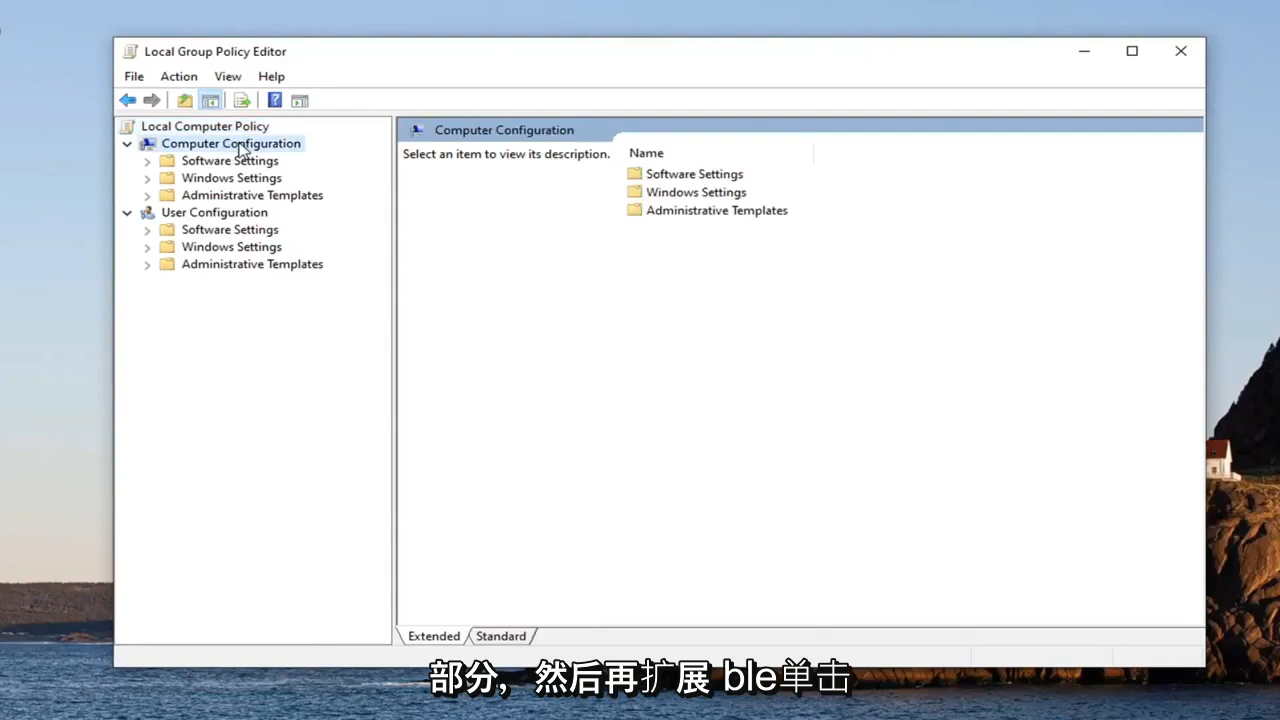 Local Group Policy Editor
File Action View Help
Local Computer Policy
Computer Configuration
Software Settings
Windows Settings
Administrative Templates
User Configuration
Software Settings
Windows Settings
Administrative Templates
Computer Configuration
Select an item to view its description.
Name
Software Settings
Windows Settings
Administrative Templates
Extended Standard
部分，然后再扩展 ble单击